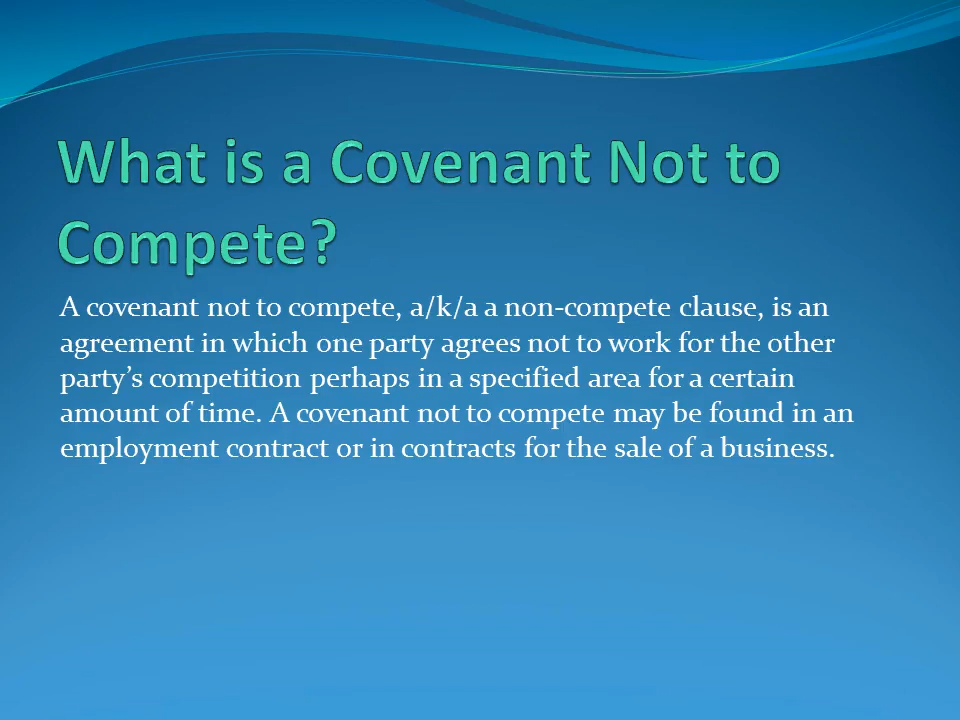 What is a Covenant Not to
Compete?
A covenant not to compete, a/k/a a non-compete clause, is an
agreement in which one party agrees not to work for the other
party’s competition perhaps in a specified area for a certain
amount of time. A covenant not to compete may be found in an
employment contract or in contracts for the sale of a business.